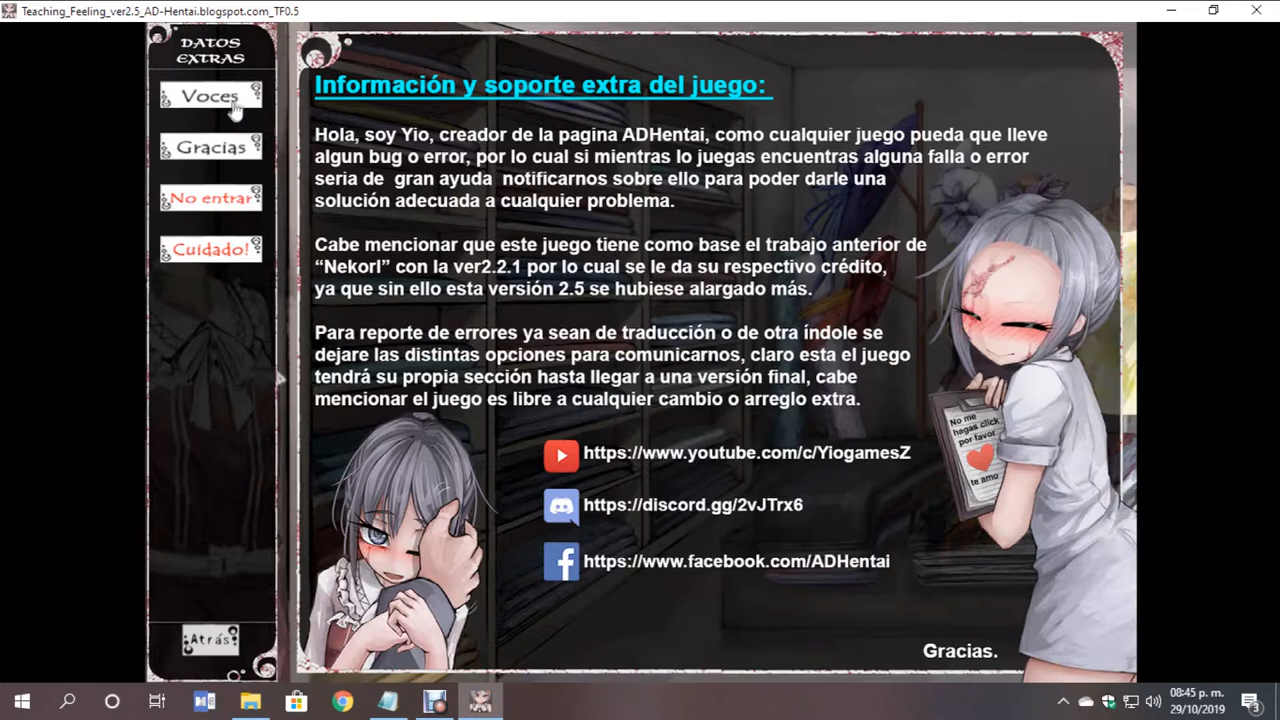 Teaching_Feeling_ver2.5_AD-Hentai.blogspot.com_TF0.5
DATOS
EXTRAS
Voces
Gracias
No entrar
Cuidado!
Atrás
Información y soporte extra del juego:
Hola, soy Yio, creador de la pagina ADHentai, como cualquier juego pueda que lleve
algun bug o error, por lo cual si mientras lo juegas encuentras alguna falla o error
seria de gran ayuda notificarnos sobre ello para poder darle una
solución adecuada a cualquier problema.
Cabe mencionar que este juego tiene como base el trabajo anterior de
“Nekorl” con la ver2.2.1 por lo cual se le da su respectivo crédito,
ya que sin ello esta versión 2.5 se hubiese alargado más.
Para reporte de errores ya sean de traducción o de otra índole se
dejare las distintas opciones para comunicarnos, claro esta el juego
tendrá su propia sección hasta llegar a una versión final, cabe
mencionar el juego es libre a cualquier cambio o arreglo extra.
No me
hagas click
por favor
te amo
https://www.youtube.com/c/YiogamesZ
https://discord.gg/2vJTrx6
https://www.facebook.com/ADHentai
Gracias.
08:45 p. m.
29/10/2019
3